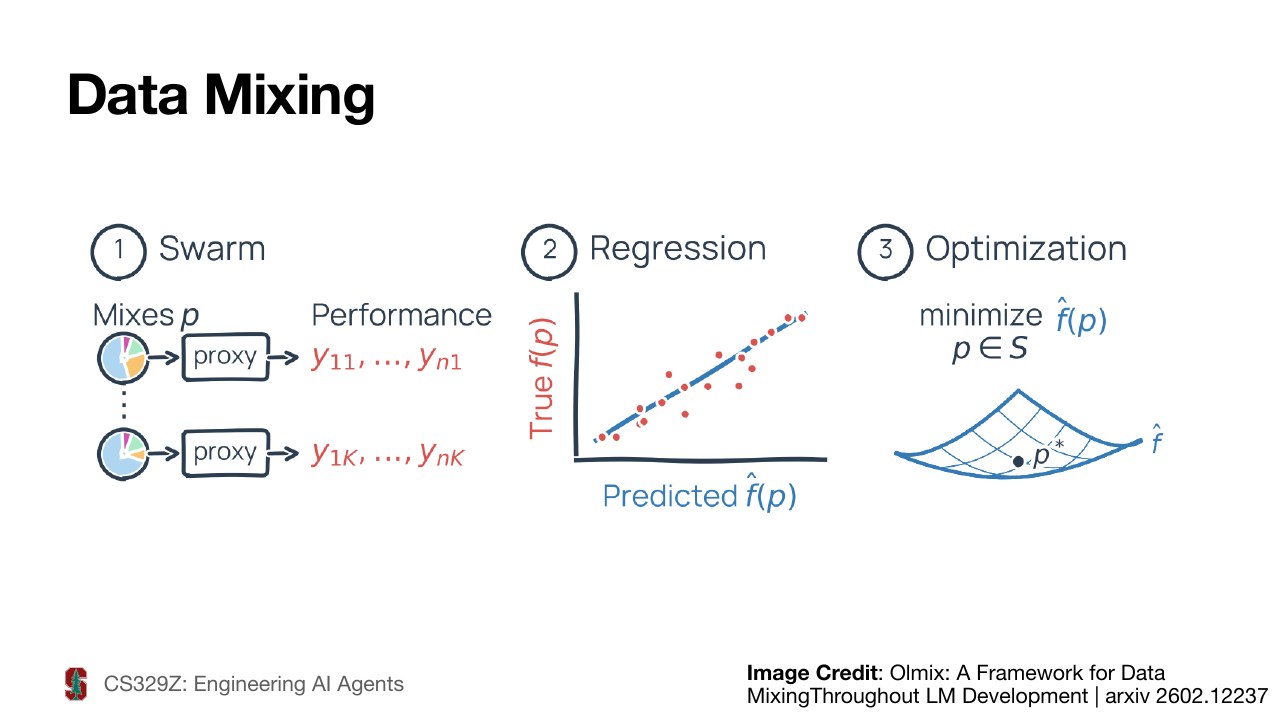 Data Mixing
1 Swarm
Mixes p Performance
proxy y₁₁, ..., yₙ₁
proxy y₁K, ..., yₙK
2 Regression
True f(p)
Predicted f̂(p)
3 Optimization
minimize f̂(p)
p ∈ S
p*
f̂
CS329Z: Engineering AI Agents
Image Credit: Olmix: A Framework for Data
MixingThroughout LM Development | arxiv 2602.12237